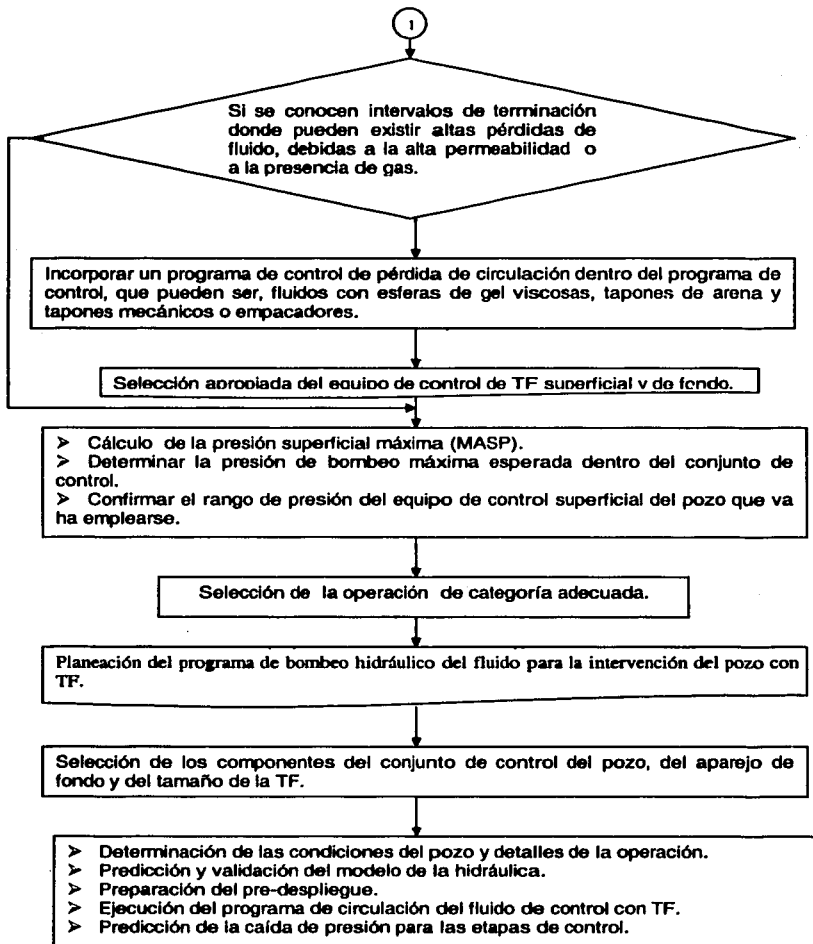 1
Si se conocen intervalos de terminación
donde pueden existir altas pérdidas de
fluido, debidas a la alta permeabilidad o
a la presencia de gas.
Incorporar un programa de control de pérdida de circulación dentro del programa de
control, que pueden ser, fluidos con esferas de gel viscosas, tapones de arena y
tapones mecánicos o empacadores.
Selección apropiada del equipo de control de TF superficial y de fondo.
➤ Cálculo de la presión superficial máxima (MASP).
➤ Determinar la presión de bombeo máxima esperada dentro del conjunto de
control.
➤ Confirmar el rango de presión del equipo de control superficial del pozo que va
ha emplearse.
Selección de la operación de categoría adecuada.
Planeación del programa de bombeo hidráulico del fluido para la intervención del pozo con
TF.
Selección de los componentes del conjunto de control del pozo, del aparejo de
fondo y del tamaño de la TF.
➤ Determinación de las condiciones del pozo y detalles de la operación.
➤ Predicción y validación del modelo de la hidráulica.
➤ Preparación del pre-despliegue.
➤ Ejecución del programa de circulación del fluido de control con TF.
➤ Predicción de la caída de presión para las etapas de control.